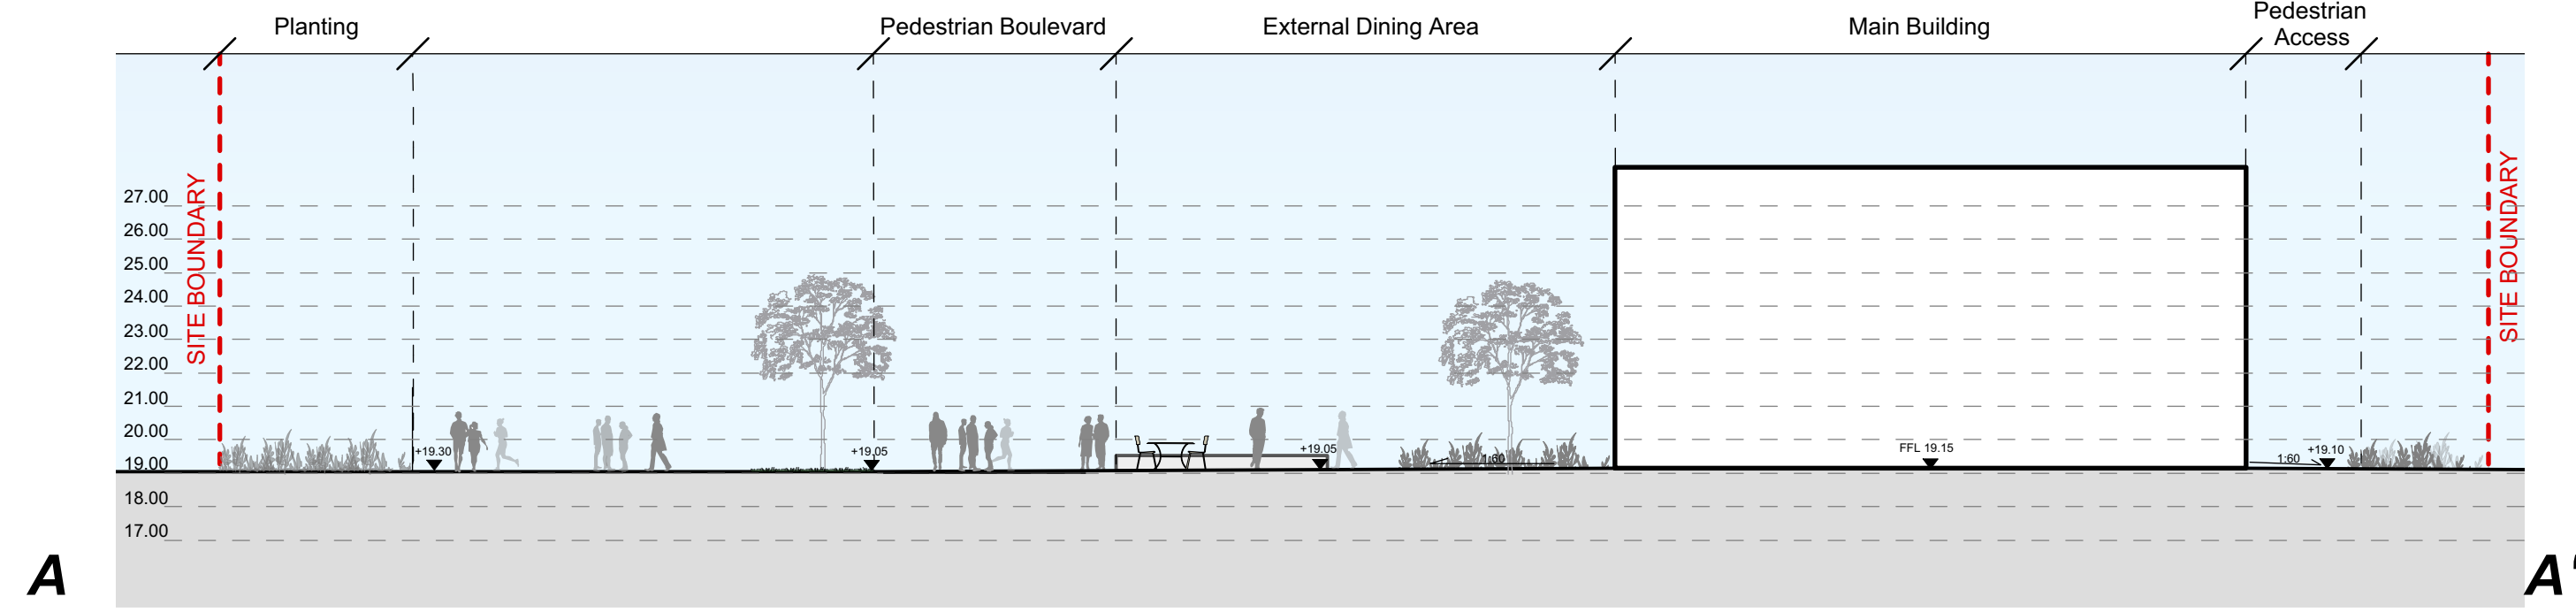 Planting
Pedestrian Boulevard
External Dining Area
Main Building
Pedestrian
Access
SITE BOUNDARY
SITE BOUNDARY
27.00
26.00
25.00
24.00
23.00
22.00
21.00
20.00
19.00
18.00
17.00
+19.30
+19.05
+19.05
1:60
FFL 19.15
1:60
+19.10
A
A'